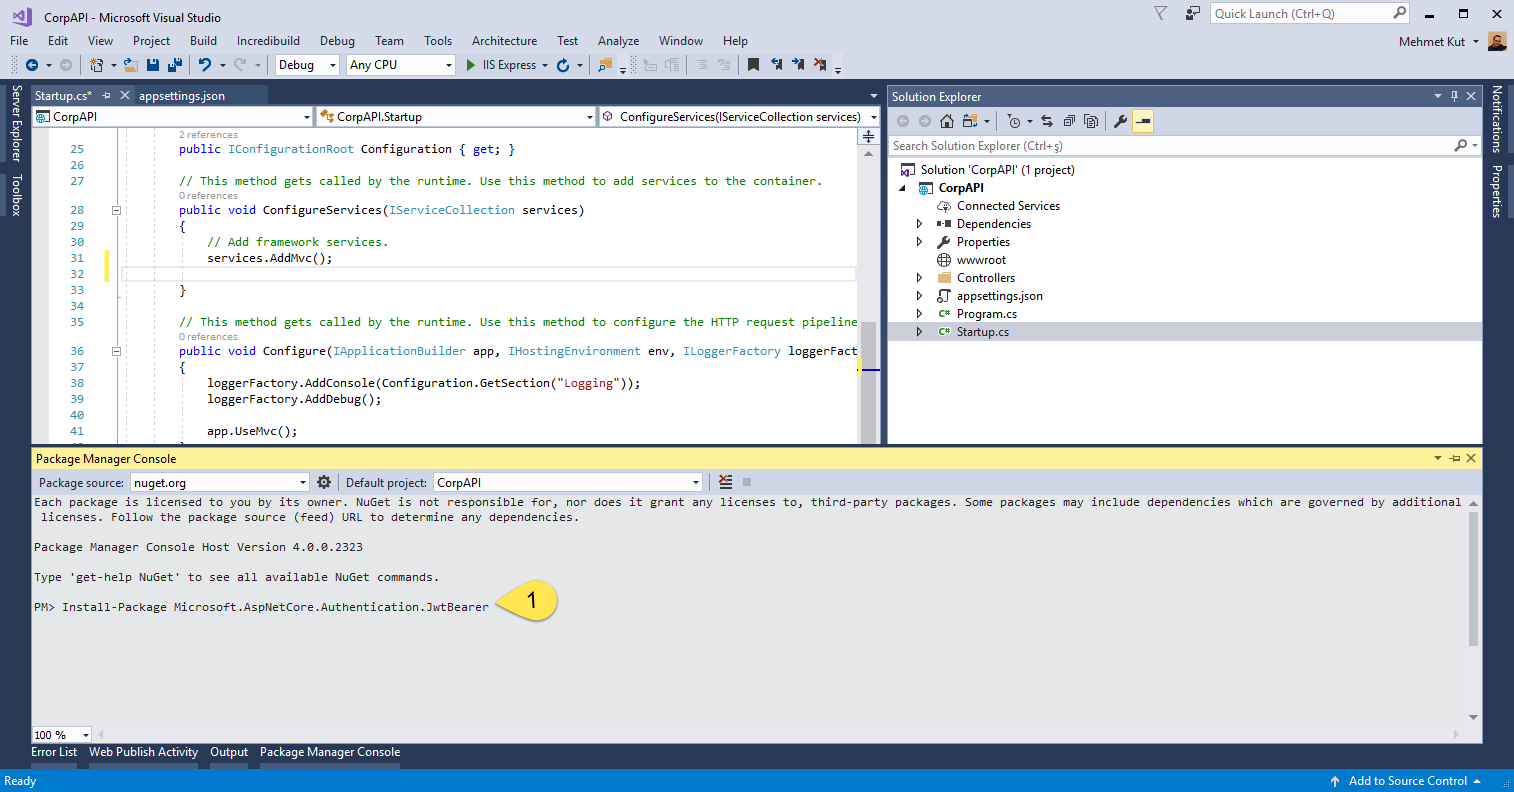 CorpAPI - Microsoft Visual Studio
Quick Launch (Ctrl+Q)
File Edit View Project Build Incredibuild Debug Team Tools Architecture Test Analyze Window Help
Mehmet Kut
Debug Any CPU IIS Express
Server Explorer
Toolbox
Startup.cs* appsettings.json
CorpAPI CorpAPI.Startup ConfigureServices(IServiceCollection services)
2 references
25 public IConfigurationRoot Configuration { get; }
26
27 // This method gets called by the runtime. Use this method to add services to the container.
0 references
28 public void ConfigureServices(IServiceCollection services)
29 {
30 // Add framework services.
31 services.AddMvc();
32
33 }
34
35 // This method gets called by the runtime. Use this method to configure the HTTP request pipeline
0 references
36 public void Configure(IApplicationBuilder app, IHostingEnvironment env, ILoggerFactory loggerFact
37 {
38 loggerFactory.AddConsole(Configuration.GetSection("Logging"));
39 loggerFactory.AddDebug();
40
41 app.UseMvc();
Solution Explorer
Search Solution Explorer (Ctrl+ş)
Solution 'CorpAPI' (1 project)
CorpAPI
Connected Services
Dependencies
Properties
wwwroot
Controllers
appsettings.json
C# Program.cs
C# Startup.cs
Notifications
Properties
Package Manager Console
Package source: nuget.org Default project: CorpAPI
Each package is licensed to you by its owner. NuGet is not responsible for, nor does it grant any licenses to, third-party packages. Some packages may include dependencies which are governed by additional
licenses. Follow the package source (feed) URL to determine any dependencies.
Package Manager Console Host Version 4.0.0.2323
Type 'get-help NuGet' to see all available NuGet commands.
PM> Install-Package Microsoft.AspNetCore.Authentication.JwtBearer
1
100 %
Error List Web Publish Activity Output Package Manager Console
Ready
Add to Source Control